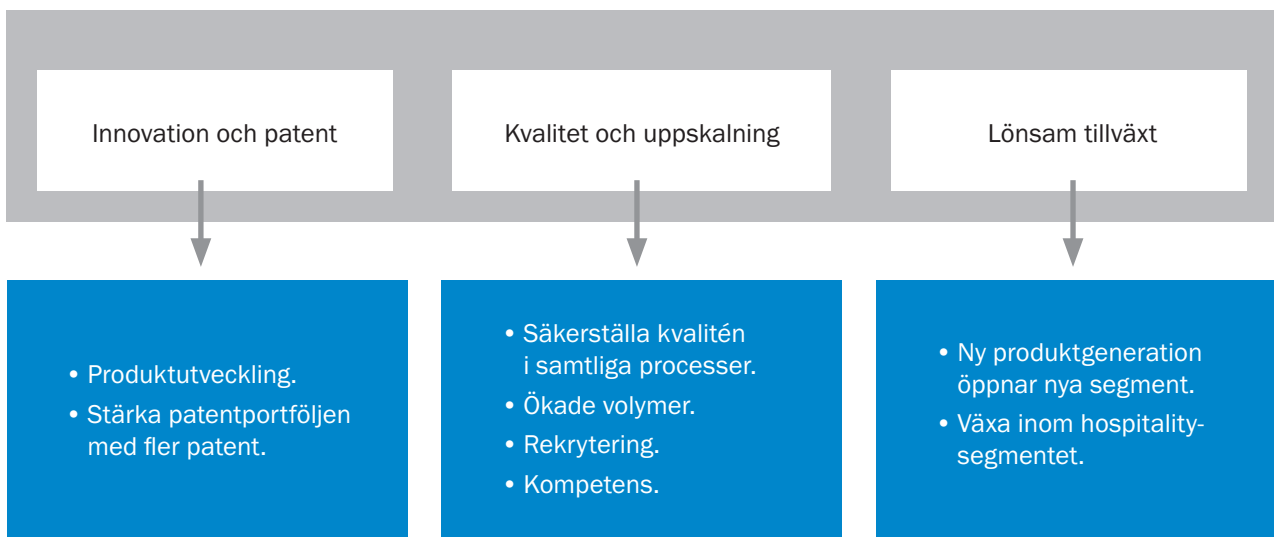 Innovation och patent
Kvalitet och uppskalning
Lönsam tillväxt
• Produktutveckling.
• Stärka patentportföljen
med fler patent.
• Säkerställa kvalitén
i samtliga processer.
• Ökade volymer.
• Rekrytering.
• Kompetens.
• Ny produktgeneration
öppnar nya segment.
• Växa inom hospitality-
segmentet.